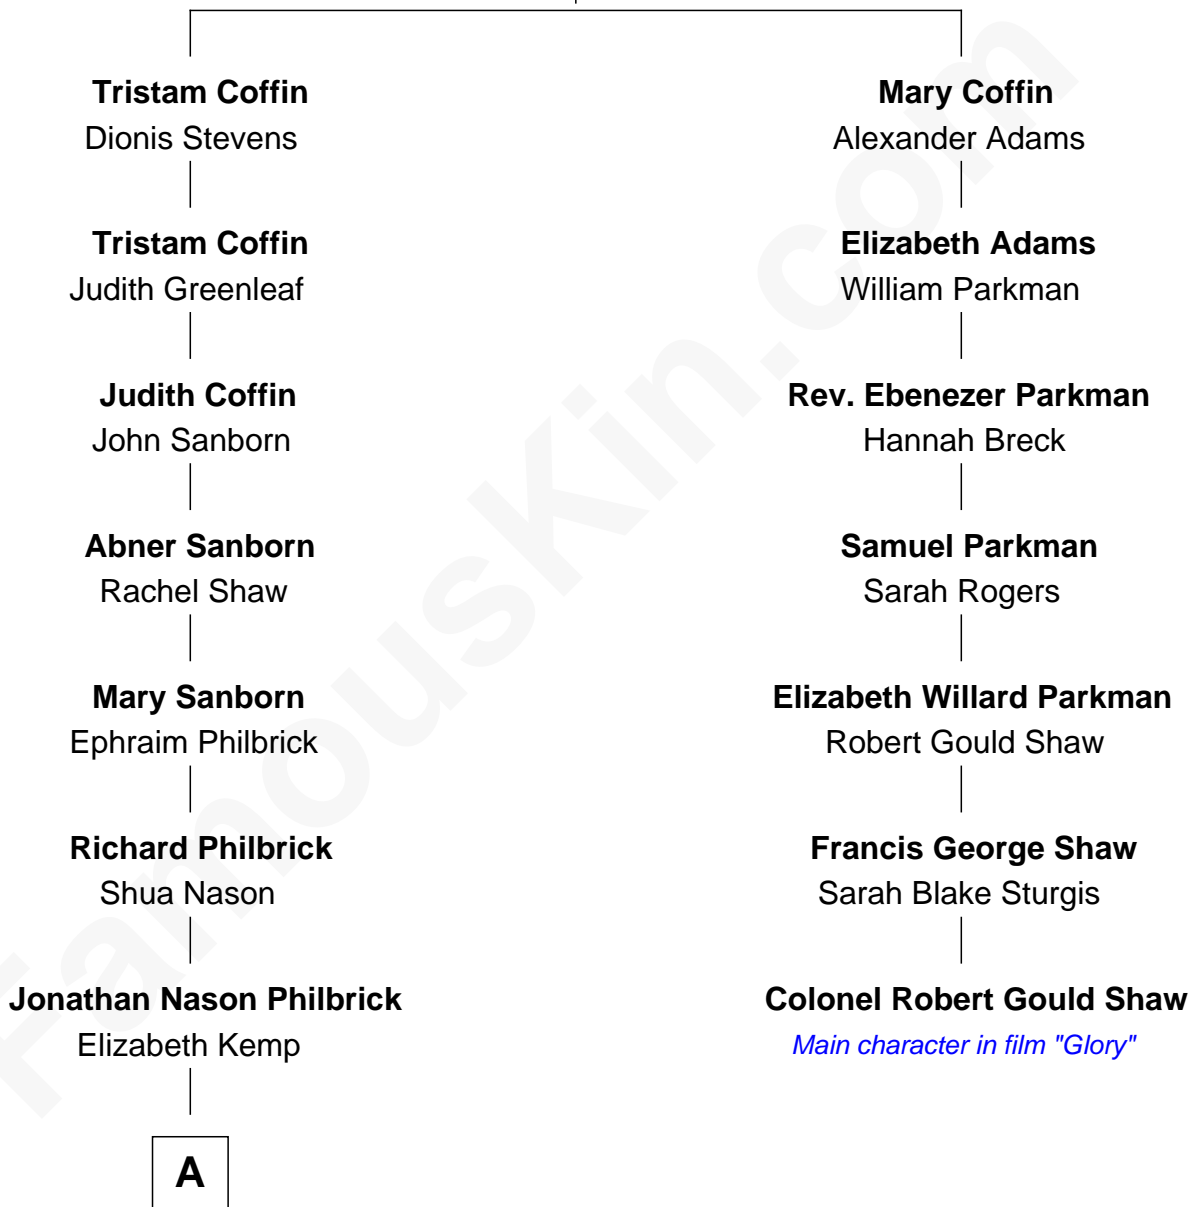 Tristam Coffin
Dionis Stevens
Tristam Coffin
Judith Greenleaf
Judith Coffin
John Sanborn
Abner Sanborn
Rachel Shaw
Mary Sanborn
Ephraim Philbrick
Richard Philbrick
Shua Nason
Jonathan Nason Philbrick
Elizabeth Kemp
A
Mary Coffin
Alexander Adams
Elizabeth Adams
William Parkman
Rev. Ebenezer Parkman
Hannah Breck
Samuel Parkman
Sarah Rogers
Elizabeth Willard Parkman
Robert Gould Shaw
Francis George Shaw
Sarah Blake Sturgis
Colonel Robert Gould Shaw
Main character in film "Glory"
FamousKin.com